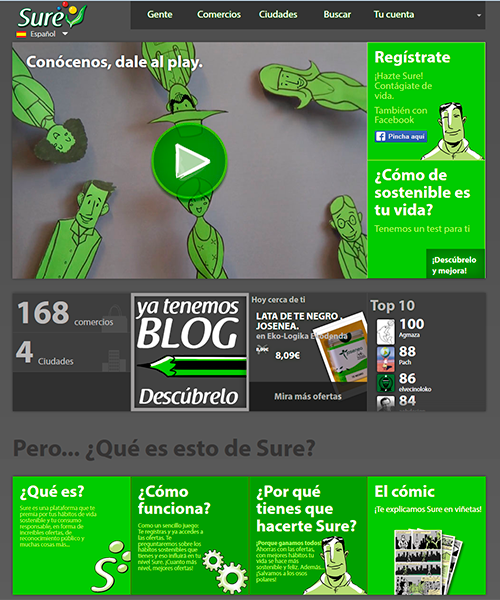 Sure
Gente Comercios Ciudades Buscar Tu cuenta
Español
Conócenos, dale al play.
Regístrate
¡Hazte Sure!
Contágiate de
vida.
También con
Facebook
Pincha aquí
¿Cómo de
sostenible es
tu vida?
Tenemos un test para ti
¡Descúbrelo
y mejora!
168 comercios
4 Ciudades
ya tenemos
BLOG
Descúbrelo
Hoy cerca de ti
LATA DE TE NEGRO,
JOSENEA.
en Eko-Logika Errodenda
8,09€
Mira más ofertas
Top 10
100
Agmaza
88
Pach
86
elvecinoloko
84
Pero... ¿Qué es esto de Sure?
¿Qué es?
Sure es una plataforma que te
premia por tus hábitos de vida
sostenible y tu consumo
responsable, en forma de
increíbles ofertas, de
reconocimiento público y
muchas cosas más...
¿Cómo
funciona?
Como un sencillo juego:
Te registras y ya accedes
a las ofertas. Te
preguntaremos sobre los
hábitos sostenibles que
tienes y eso influirá en tu
nivel Sure. ¡Cuanto más
nivel, mejores ofertas!
¿Por qué
tienes que
hacerte Sure?
¡Porque ganamos todos!
Ahorras con las ofertas,
con mejores hábitos tu
vida se hace más
sostenible y feliz. Además,
¡Salvamos a los osos
polares!
El cómic
¡Te explicamos Sure en viñetas!